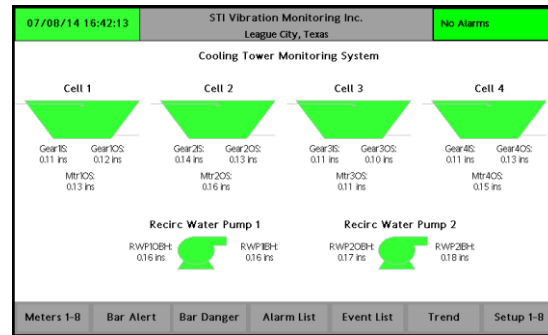 07/08/14 16:42:13
STI Vibration Monitoring Inc.
League City, Texas
No Alarms
Cooling Tower Monitoring System
Cell 1 Cell 2 Cell 3 Cell 4
Gear1IS: Gear1OS: Gear2IS: Gear2OS: Gear3IS: Gear3OS: Gear4IS: Gear4OS:
0.11 ins 0.12 ins 0.14 ins 0.13 ins 0.11 ins 0.10 ins 0.11 ins 0.13 ins
Mtr1OS: Mtr2OS: Mtr3OS: Mtr4OS:
0.13 ins 0.16 ins 0.11 ins 0.15 ins
Recirc Water Pump 1 Recirc Water Pump 2
RWP1OBH: RWP1IBH: RWP2OBH: RWP2IBH:
0.16 ins 0.16 ins 0.17 ins 0.18 ins
Meters 1-8 Bar Alert Bar Danger Alarm List Event List Trend Setup 1-8